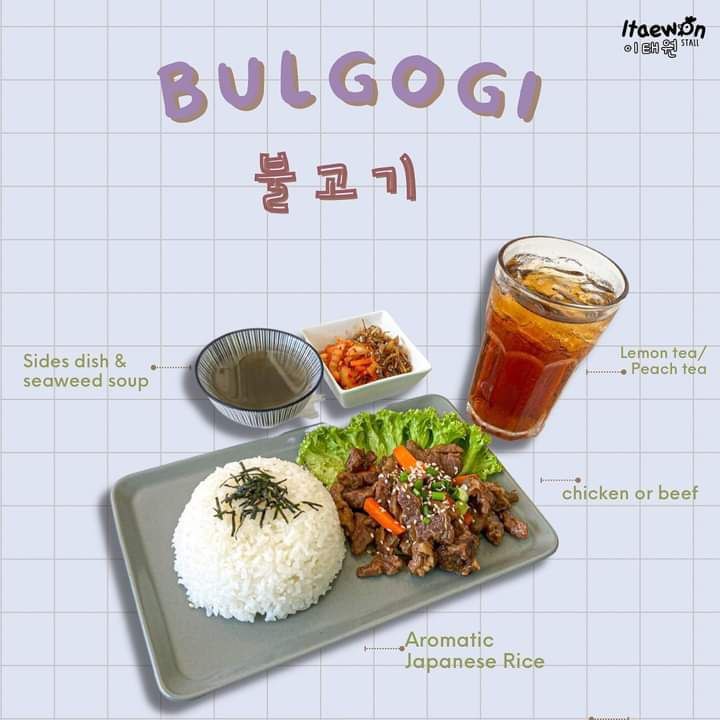 Itaewon
이태원 STALL
BULGOGI
불고기
Sides dish &
seaweed soup
Lemon tea/
Peach tea
chicken or beef
Aromatic
Japanese Rice